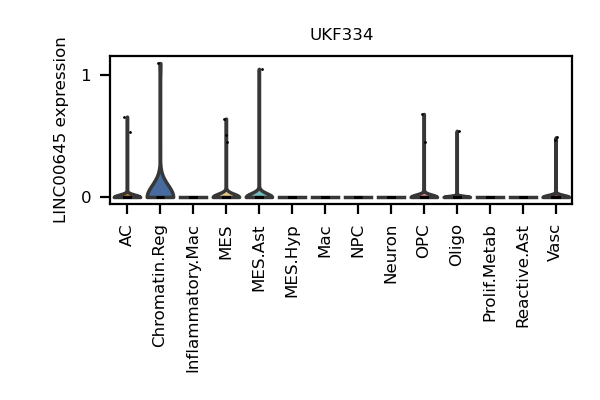 UKF334
LINC00645 expression
1
0
AC
Chromatin.Reg
Inflammatory.Mac
MES
MES.Ast
MES.Hyp
Mac
NPC
Neuron
OPC
Oligo
Prolif.Metab
Reactive.Ast
Vasc